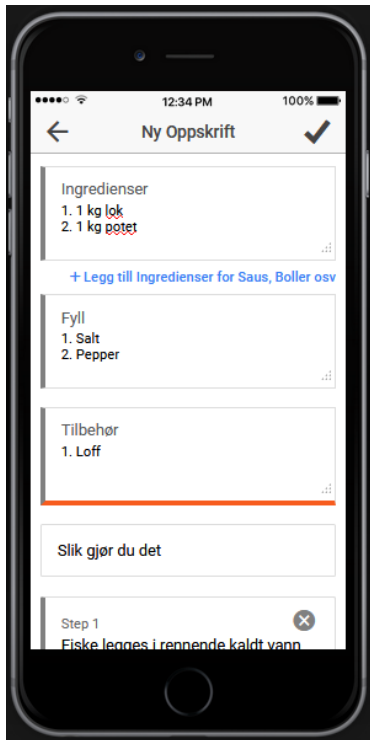 12:34 PM 100%
Ny Oppskrift
Ingredienser
1. 1 kg lok
2. 1 kg potet
+ Legg till Ingredienser for Saus, Boller osv
Fyll
1. Salt
2. Pepper
Tilbehør
1. Loff
Slik gjør du det
Step 1
Fiske legges i rennende kaldt vann